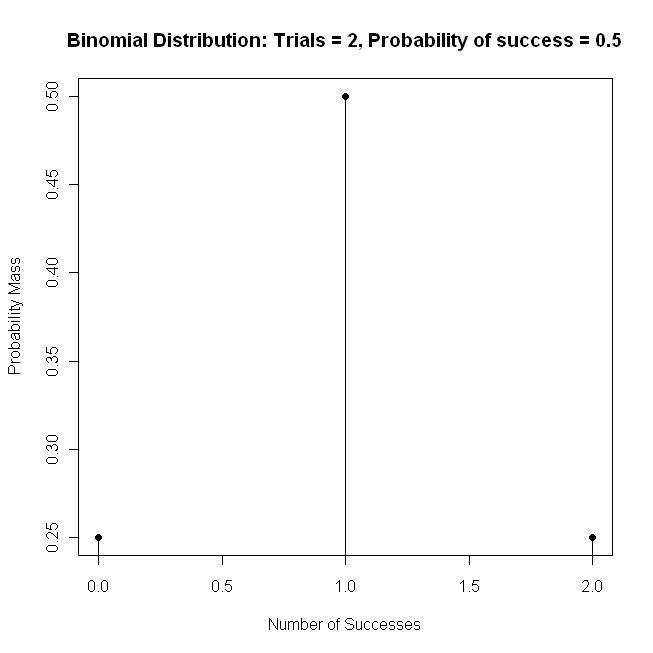 Binomial Distribution: Trials = 2, Probability of success = 0.5
0.50
0.45
0.40
0.35
0.30
0.25
Probability Mass
0.0 0.5 1.0 1.5 2.0
Number of Successes